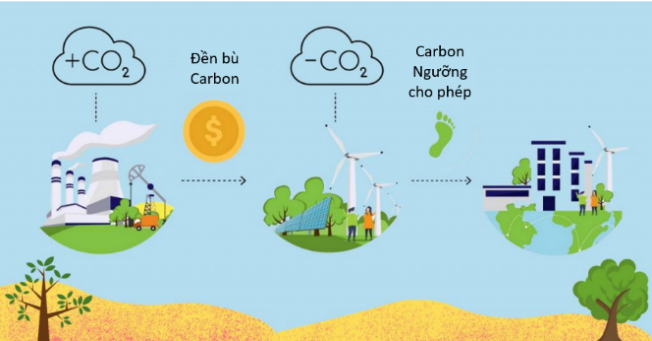 +CO₂
Đền bù
Carbon
$
-CO₂
Carbon
Ngưỡng
cho phép